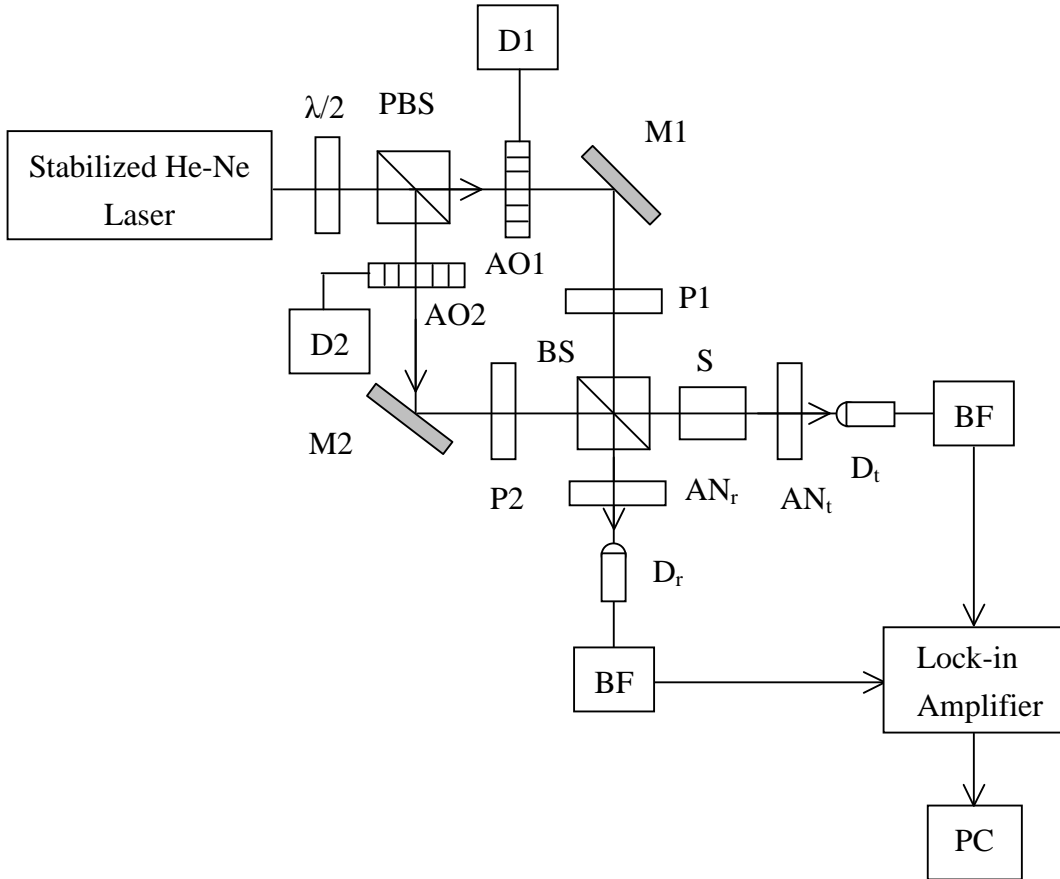 D1
λ/2
PBS
M1
Stabilized He-Ne
Laser
AO1
P1
AO2
D2
BS
S
BF
M2
Dt
P2
ANr
ANt
Dr
BF
Lock-in
Amplifier
PC